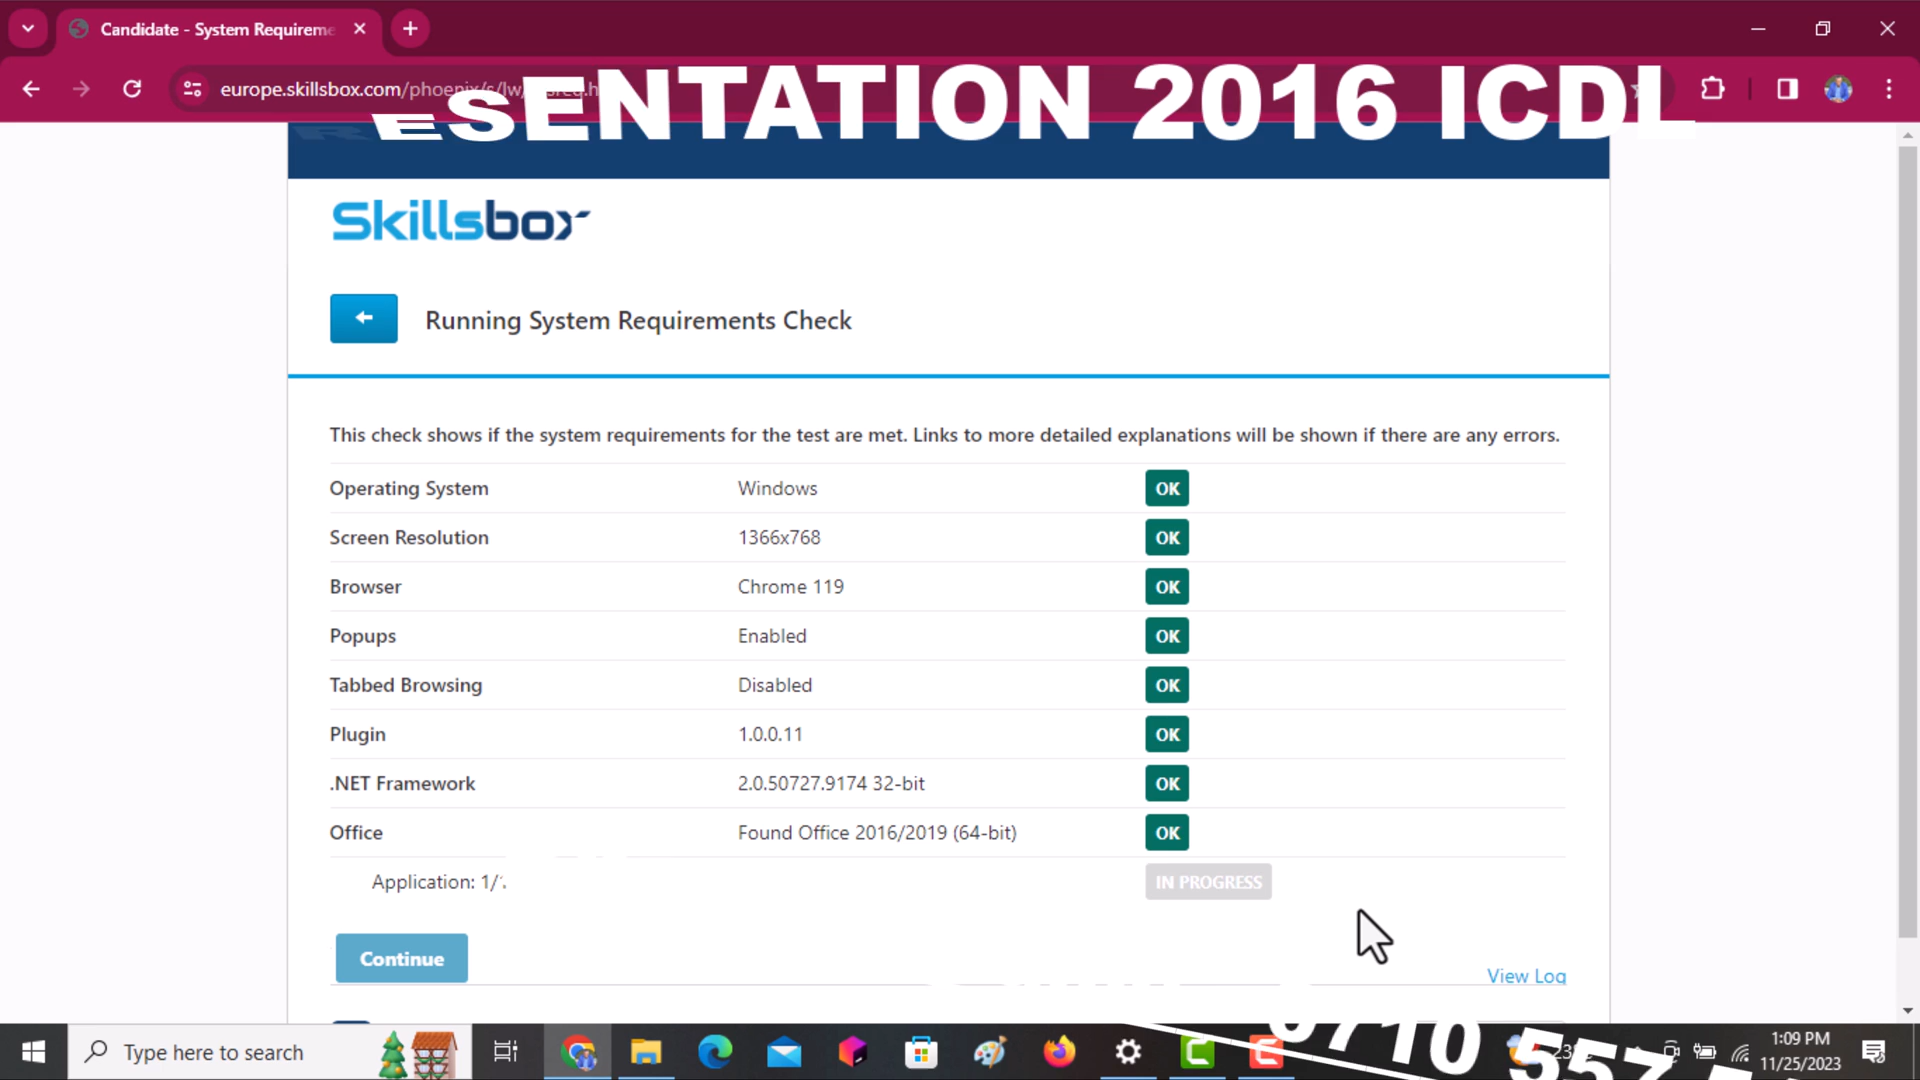 Candidate - System Requireme
europe.skillsbox.com/phoenix/s/lw/
ESENTATION 2016 ICDL
Skillsbox
Running System Requirements Check
This check shows if the system requirements for the test are met. Links to more detailed explanations will be shown if there are any errors.
Operating System Windows OK
Screen Resolution 1366x768 OK
Browser Chrome 119 OK
Popups Enabled OK
Tabbed Browsing Disabled OK
Plugin 1.0.0.11 OK
.NET Framework 2.0.50727.9174 32-bit OK
Office Found Office 2016/2019 (64-bit) OK
Application: 1/ IN PROGRESS
Continue
View Log
0710 557
Type here to search
1:09 PM
11/25/2023